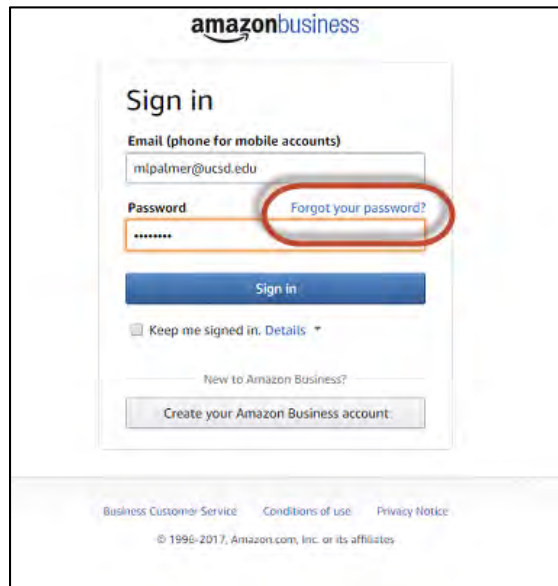 amazonbusiness
Sign in
Email (phone for mobile accounts)
mlpalmer@ucsd.edu
Password Forgot your password?
••••••••
Sign in
Keep me signed in. Details
New to Amazon Business?
Create your Amazon Business account
Business Customer Service Conditions of use Privacy Notice
© 1996-2017, Amazon.com, Inc. or its affiliates